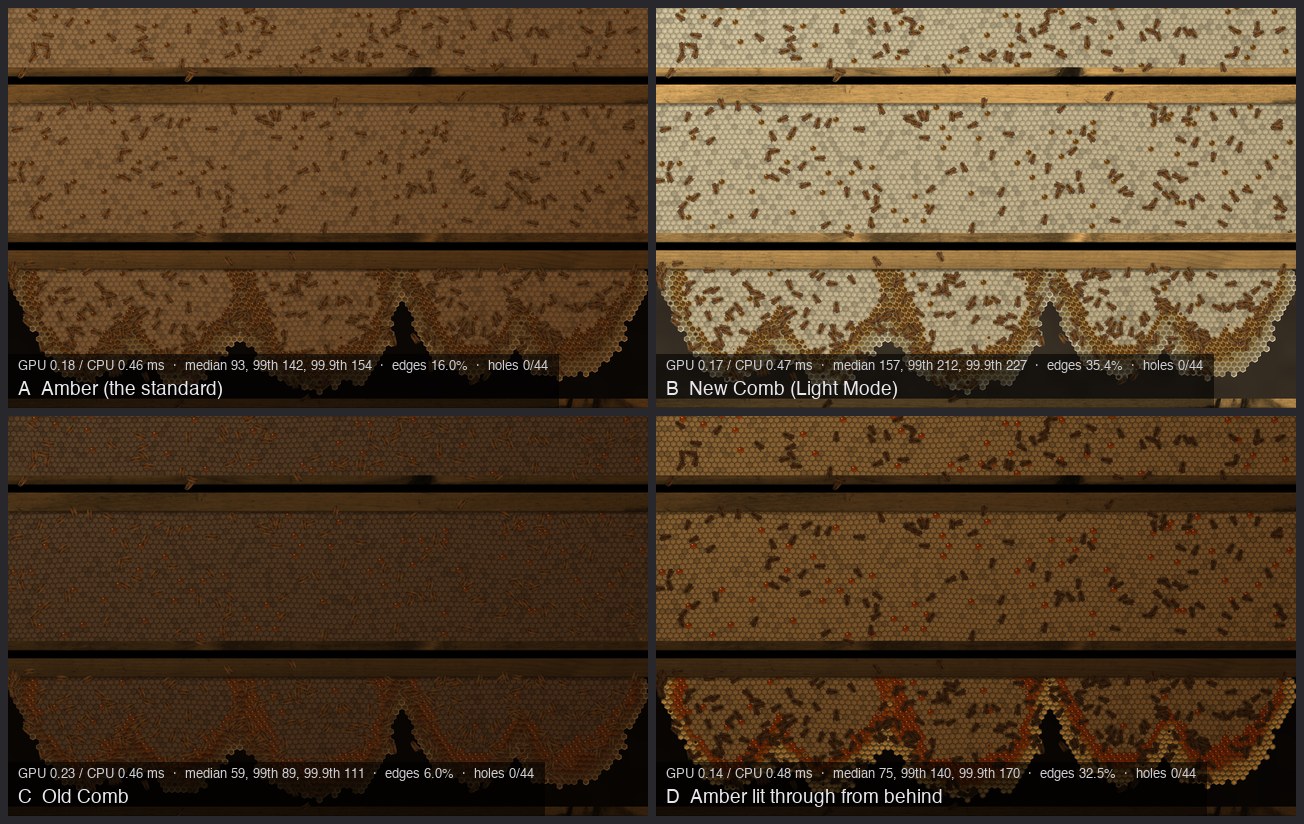 GPU 0.18 / CPU 0.46 ms · median 93, 99th 142, 99.9th 154 · edges 16.0% · holes 0/44
A Amber (the standard)
GPU 0.17 / CPU 0.47 ms · median 157, 99th 212, 99.9th 227 · edges 35.4% · holes 0/44
B New Comb (Light Mode)
GPU 0.23 / CPU 0.46 ms · median 59, 99th 89, 99.9th 111 · edges 6.0% · holes 0/44
C Old Comb
GPU 0.14 / CPU 0.48 ms · median 75, 99th 140, 99.9th 170 · edges 32.5% · holes 0/44
D Amber lit through from behind